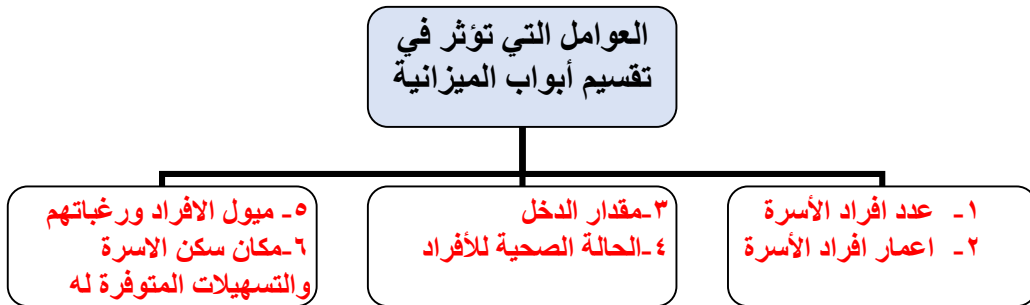 العوامل التي تؤثر في
تقسيم أبواب الميزانية
١- عدد افراد الأسرة
٢- اعمار افراد الأسرة
٣-مقدار الدخل
٤-الحالة الصحية للأفراد
٥- ميول الافراد ورغباتهم
٦-مكان سكن الاسرة
والتسهيلات المتوفرة له